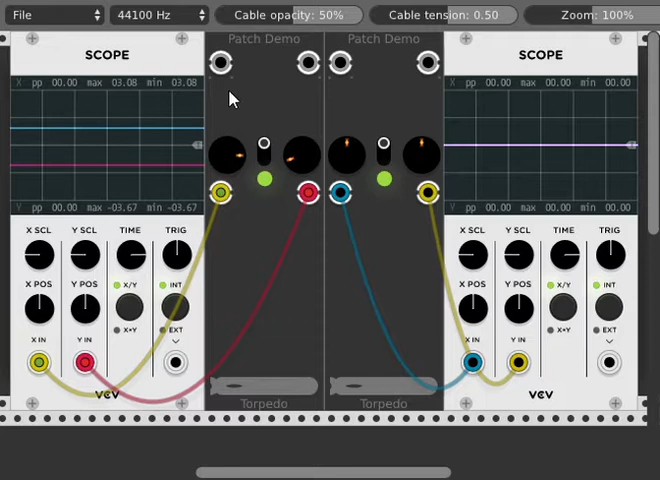 File 44100 Hz Cable opacity: 50% Cable tension: 0.50 Zoom: 100%
SCOPE Patch Demo Patch Demo SCOPE
X pp 00.00 max 03.08 min 03.08
X pp 00.00 max 00.00 min 00.00
Y pp 00.00 max -03.67 min -03.67
Y pp 00.00 max 00.00 min 00.00
X SCL Y SCL TIME TRIG X SCL Y SCL TIME TRIG
X POS Y POS X/Y INT X POS Y POS X/Y INT
X×Y EXT X×Y EXT
X IN Y IN X IN Y IN
VCV Torpedo Torpedo VCV